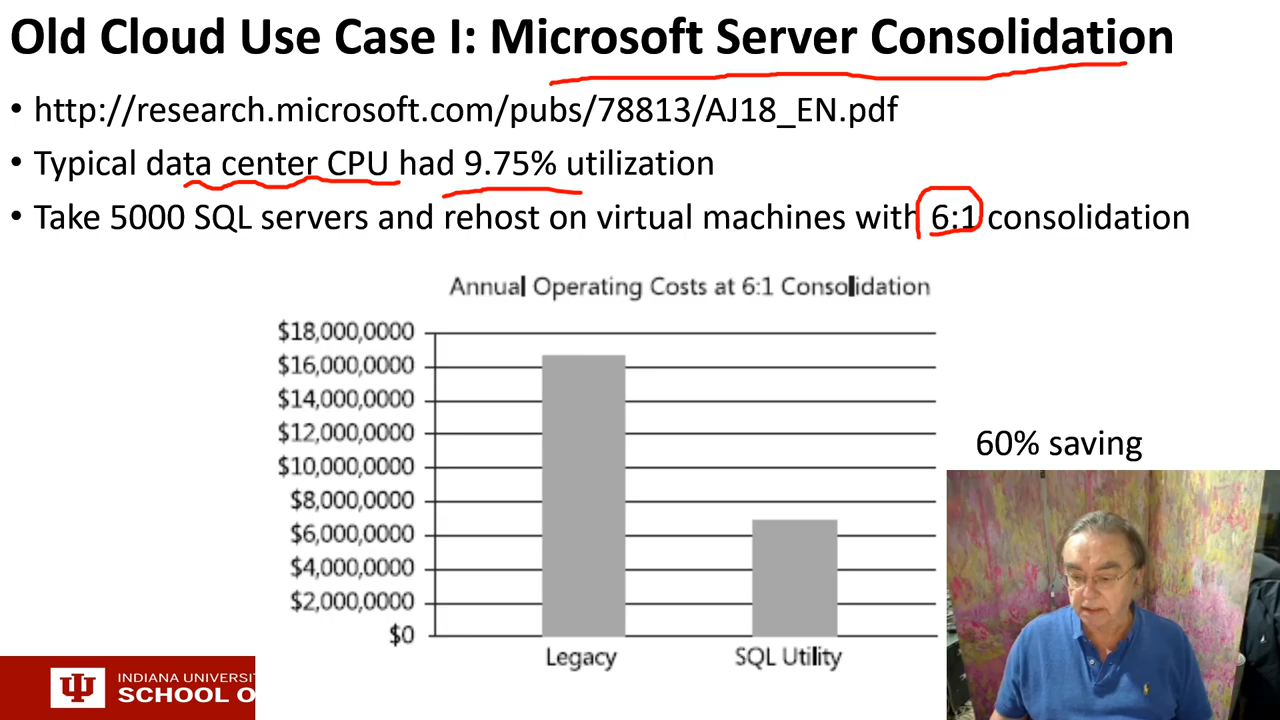 Old Cloud Use Case I: Microsoft Server Consolidation
• http://research.microsoft.com/pubs/78813/AJ18_EN.pdf
• Typical data center CPU had 9.75% utilization
• Take 5000 SQL servers and rehost on virtual machines with 6:1 consolidation
Annual Operating Costs at 6:1 Consolidation
$18,000,0000
$16,000,0000
$14,000,0000
$12,000,0000
$10,000,0000
$8,000,0000
$6,000,0000
$4,000,0000
$2,000,0000
$0
Legacy
SQL Utility
60% saving
INDIANA UNIVERSIT
SCHOOL O